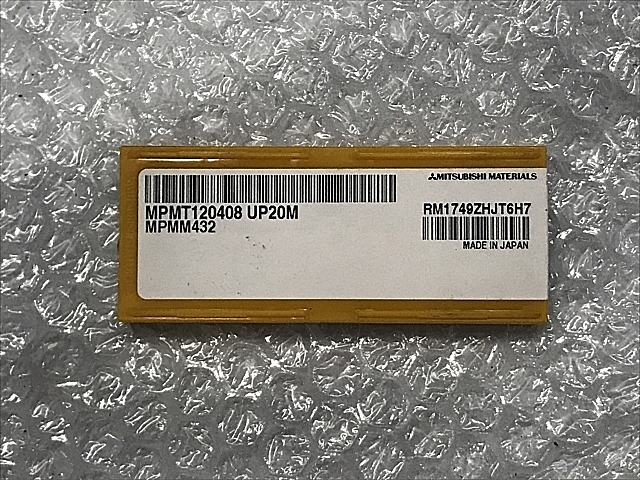 MITSUBISHI MATERIALS
MPMT120408 UP20M
MPMM432
RM1749ZHJT6H7
MADE IN JAPAN